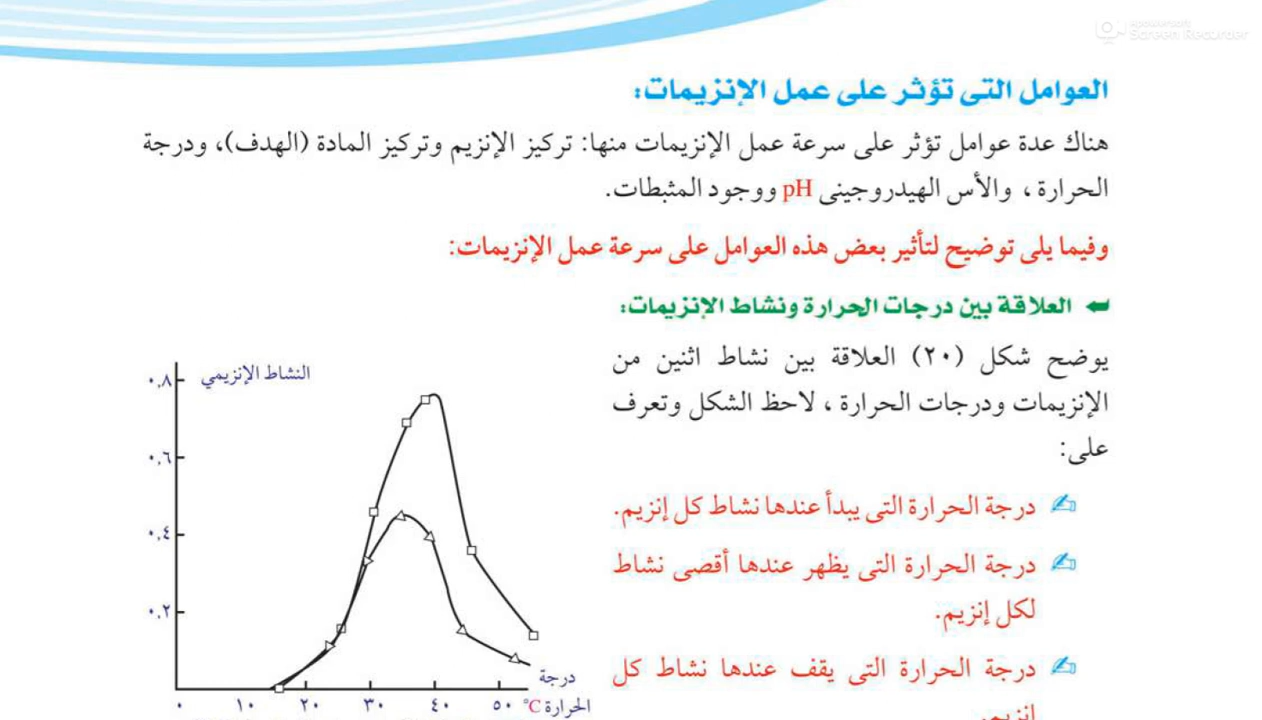 Apowersoft
Screen Recorder
العوامل التى تؤثر على عمل الإنزيمات:
هناك عدة عوامل تؤثر على سرعة عمل الإنزيمات منها: تركيز الإنزيم وتركيز المادة (الهدف)، ودرجة
الحرارة ، والأس الهيدروجينى pH ووجود المثبطات.
وفيما يلى توضيح لتأثير بعض هذه العوامل على سرعة عمل الإنزيمات:
العلاقة بين درجات الحرارة ونشاط الإنزيمات:
يوضح شكل (٢٠) العلاقة بين نشاط اثنين من
الإنزيمات ودرجات الحرارة ، لاحظ الشكل وتعرف
على:
درجة الحرارة التى يبدأ عندها نشاط كل إنزيم.
درجة الحرارة التى يظهر عندها أقصى نشاط
لكل إنزيم.
درجة الحرارة التى يقف عندها نشاط كل
إنزيم.
النشاط الإنزيمي
٠,٨
٠,٦
٠,٤
٠,٢
٠ ١٠ ٢٠ ٣٠ ٤٠ ٥٠
درجة
الحرارة °C